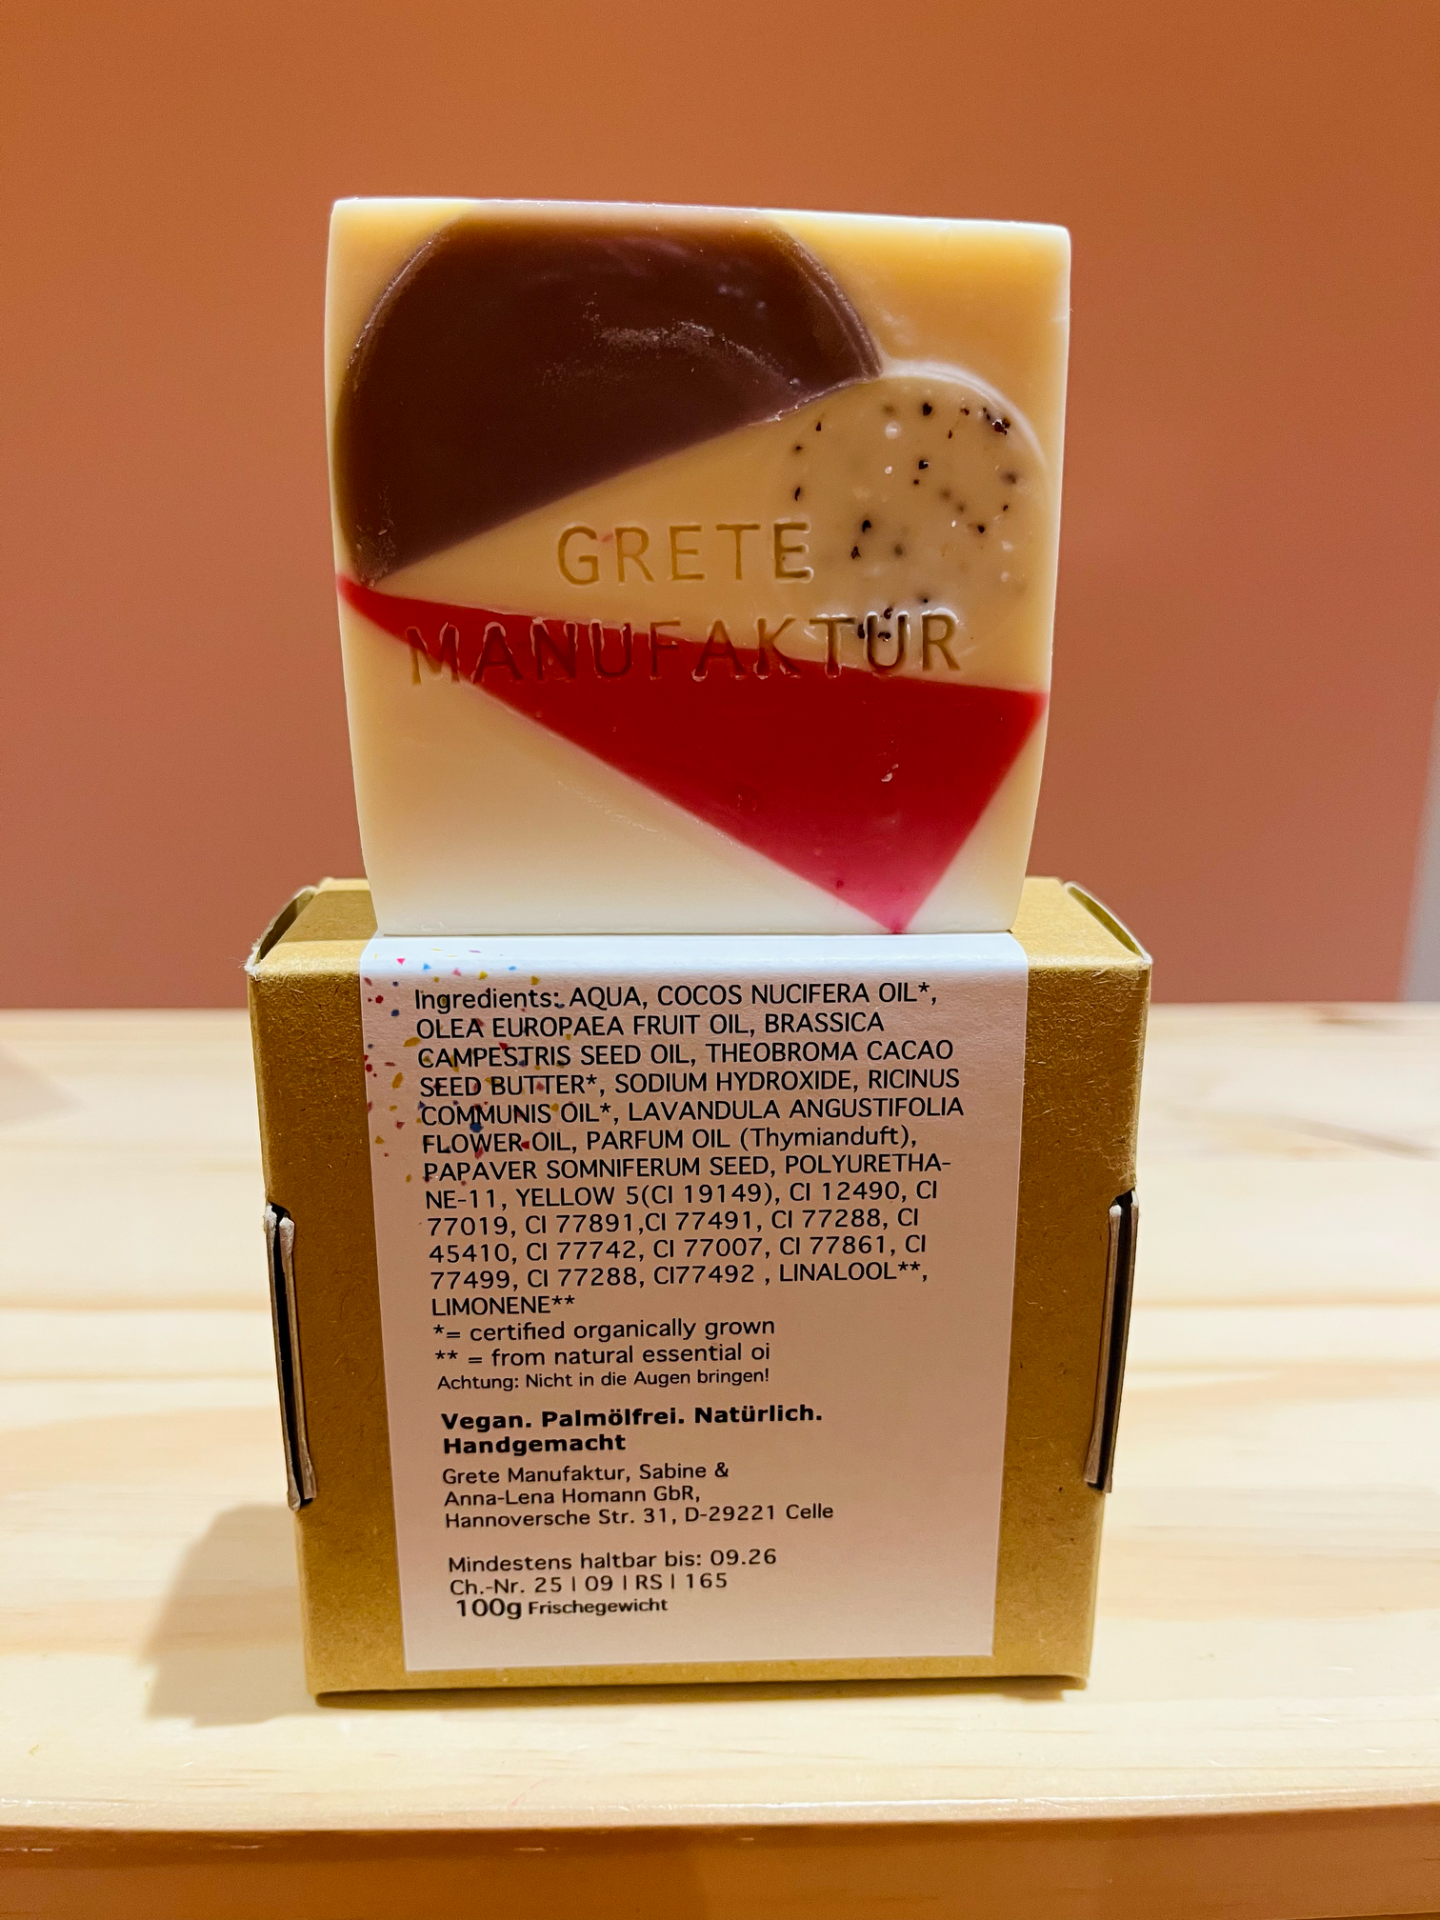 GRETE
MANUFAKTUR
Ingredients: AQUA, COCOS NUCIFERA OIL*,
OLEA EUROPAEA FRUIT OIL, BRASSICA
CAMPESTRIS SEED OIL, THEOBROMA CACAO
SEED BUTTER*, SODIUM HYDROXIDE, RICINUS
COMMUNIS OIL*, LAVANDULA ANGUSTIFOLIA
FLOWER OIL, PARFUM OIL (Thymianduft),
PAPAVER SOMNIFERUM SEED, POLYURETHA-
NE-11, YELLOW 5(CI 19149), CI 12490, CI
77019, CI 77891,CI 77491, CI 77288, CI
45410, CI 77742, CI 77007, CI 77861, CI
77499, CI 77288, CI77492 , LINALOOL**,
LIMONENE**
*= certified organically grown
** = from natural essential oi
Achtung: Nicht in die Augen bringen!
Vegan. Palmölfrei. Natürlich.
Handgemacht
Grete Manufaktur, Sabine &
Anna-Lena Homann GbR,
Hannoversche Str. 31, D-29221 Celle
Mindestens haltbar bis: 09.26
Ch.-Nr. 25 | 09 | RS | 165
100g Frischegewicht